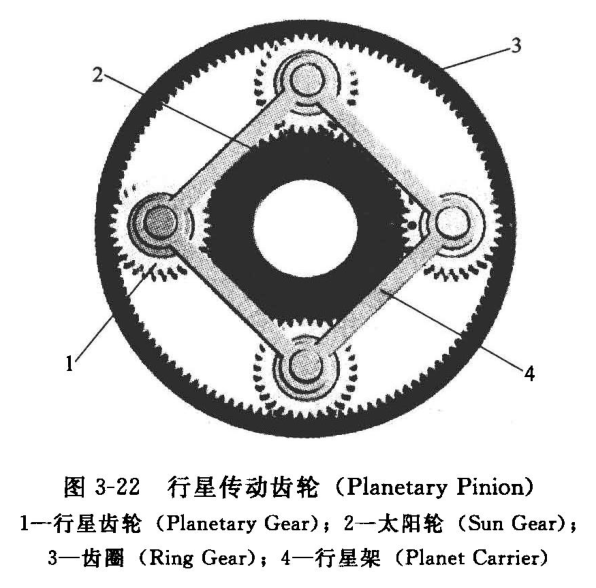 3
2
1
4
图 3-22 行星传动齿轮 (Planetary Pinion)
1—行星齿轮 (Planetary Gear); 2—太阳轮 (Sun Gear);
3—齿圈 (Ring Gear); 4—行星架 (Planet Carrier)